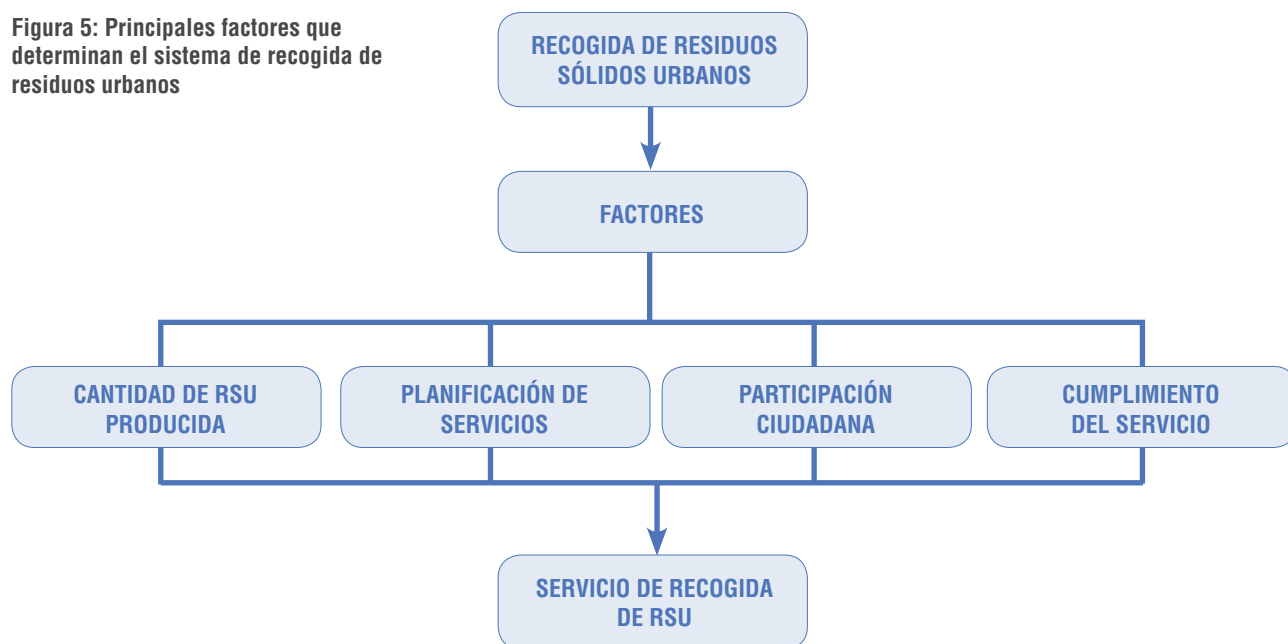 Figura 5: Principales factores que
determinan el sistema de recogida de
residuos urbanos
RECOGIDA DE RESIDUOS
SÓLIDOS URBANOS
FACTORES
CANTIDAD DE RSU
PRODUCIDA
PLANIFICACIÓN DE
SERVICIOS
PARTICIPACIÓN
CIUDADANA
CUMPLIMIENTO
DEL SERVICIO
SERVICIO DE RECOGIDA
DE RSU